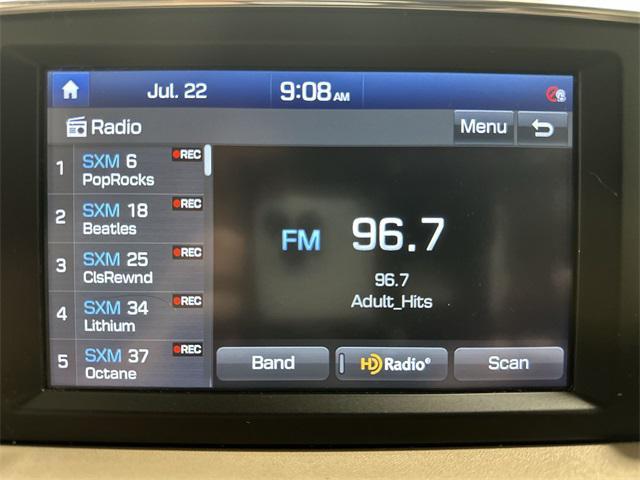 Jul. 22 9:08 AM
Radio Menu
1 SXM 6 REC
PopRocks
2 SXM 18 REC
Beatles
3 SXM 25 REC
ClsRewnd
4 SXM 34 REC
Lithium
5 SXM 37 REC
Octane
FM 96.7
96.7
Adult_Hits
Band HD Radio® Scan